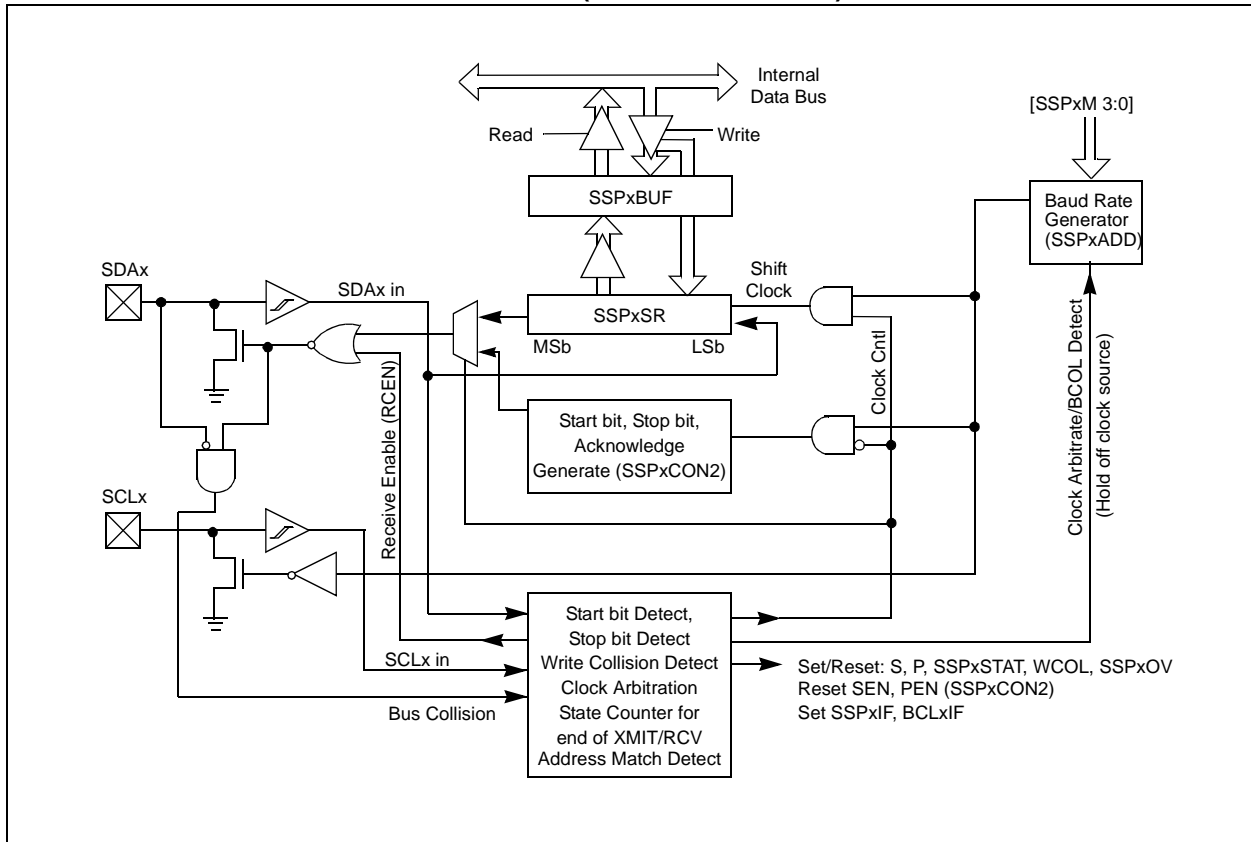 Internal
Data Bus
[SSPxM 3:0]
Read
Write
SSPxBUF
Baud Rate
Generator
(SSPxADD)
SDAx
SDAx in
Shift
Clock
SSPxSR
MSb
LSb
Clock Cntl
Clock Arbitrate/BCOL Detect
(Hold off clock source)
Receive Enable (RCEN)
Start bit, Stop bit,
Acknowledge
Generate (SSPxCON2)
SCLx
SCLx in
Bus Collision
Start bit Detect,
Stop bit Detect
Write Collision Detect
Clock Arbitration
State Counter for
end of XMIT/RCV
Address Match Detect
Set/Reset: S, P, SSPxSTAT, WCOL, SSPxOV
Reset SEN, PEN (SSPxCON2)
Set SSPxIF, BCLxIF